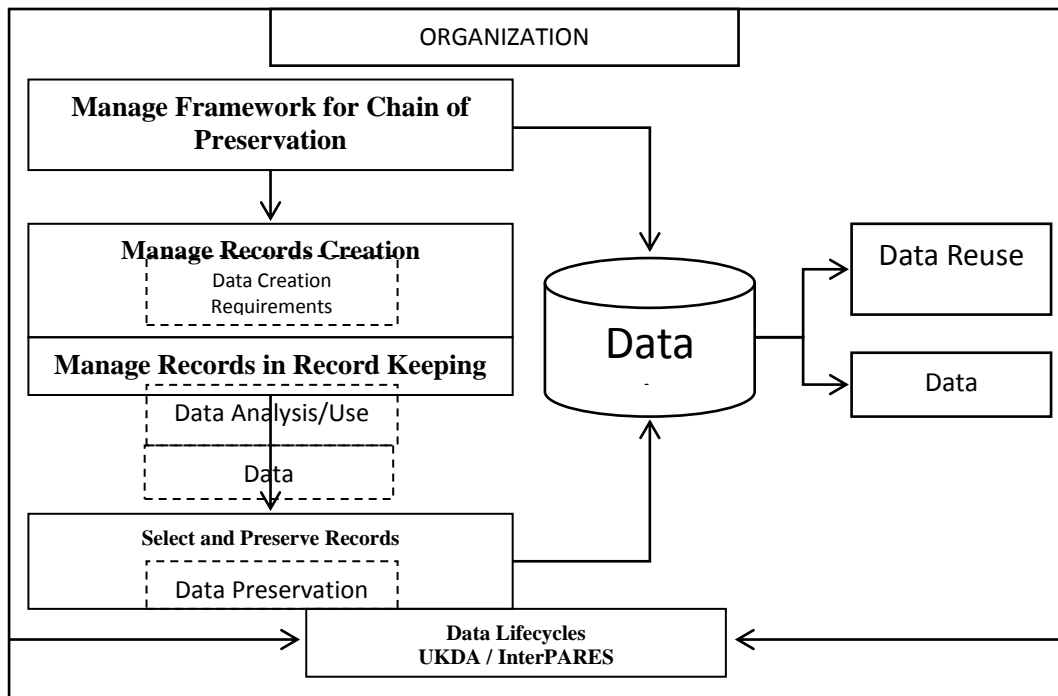 ORGANIZATION
Manage Framework for Chain of
Preservation
Manage Records Creation
Data Creation
Requirements
Manage Records in Record Keeping
Data Analysis/Use
Data
Select and Preserve Records
Data Preservation
Data
-
Data Reuse
Data
Data Lifecycles
UKDA / InterPARES